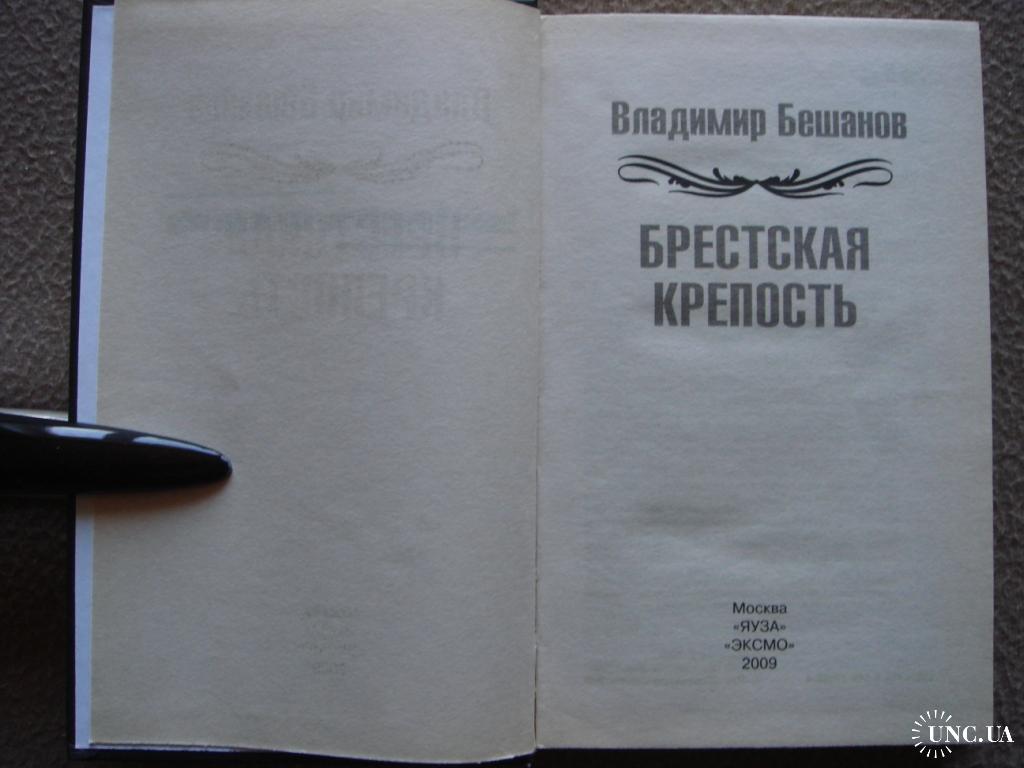 Владимир Бешанов
БРЕСТСКАЯ
КРЕПОСТЬ
Москва
«ЯУЗА»
«ЭКСМО»
2009
UNC.UA